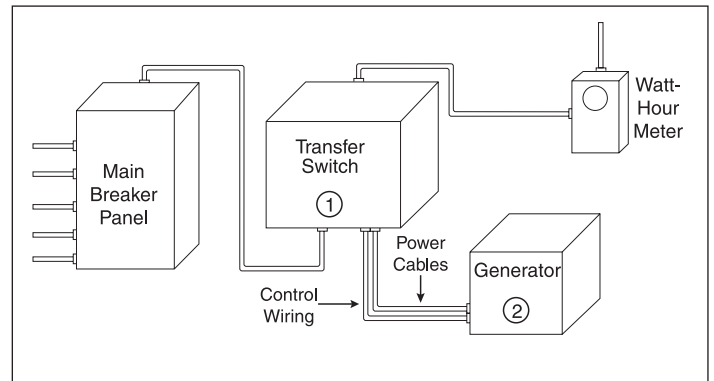 Main
Breaker
Panel
Transfer
Switch
1
Watt-
Hour
Meter
Power
Cables
Control
Wiring
Generator
2